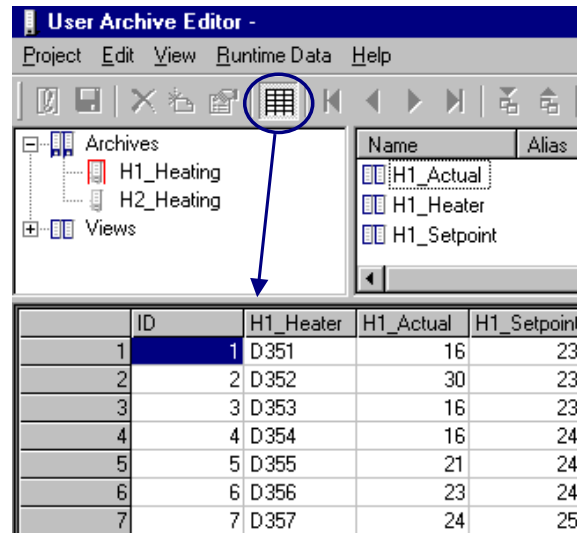 User Archive Editor -
Project Edit View Runtime Data Help
Archives
H1_Heating
H2_Heating
Views
Name Alias
H1_Actual
H1_Heater
H1_Setpoint
ID H1_Heater H1_Actual H1_Setpoint
1 1 D351 16 23
2 2 D352 30 23
3 3 D353 16 23
4 4 D354 16 24
5 5 D355 21 24
6 6 D356 23 24
7 7 D357 24 25